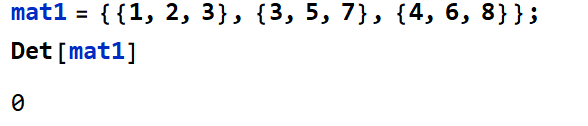 mat1 = {{1, 2, 3}, {3, 5, 7}, {4, 6, 8}};
Det[mat1]
0